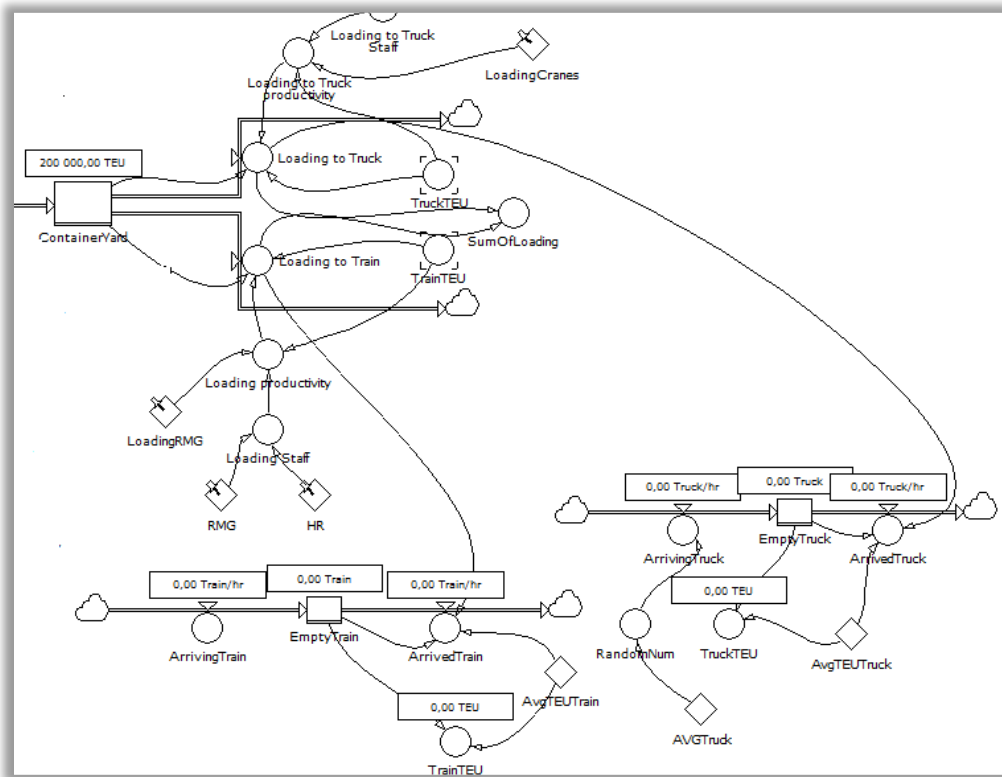 Loading to Truck
Staff
LoadingCranes
Loading to Truck
productivity
200 000,00 TEU
Loading to Truck
TruckTEU
ContainerYard
SumOfLoading
Loading to Train
TrainTEU
Loading productivity
LoadingRMG
Loading Staff
RMG
HR
0,00 Truck/hr
0,00 Truck
0,00 Truck/hr
ArrivingTruck
EmptyTruck
ArrivedTruck
0,00 Train/hr
0,00 Train
0,00 Train/hr
0,00 TEU
EmptyTrain
ArrivingTrain
ArrivedTrain
RandomNum
TruckTEU
AvgTEUTruck
AvgTEUTrain
0,00 TEU
AVGTruck
TrainTEU